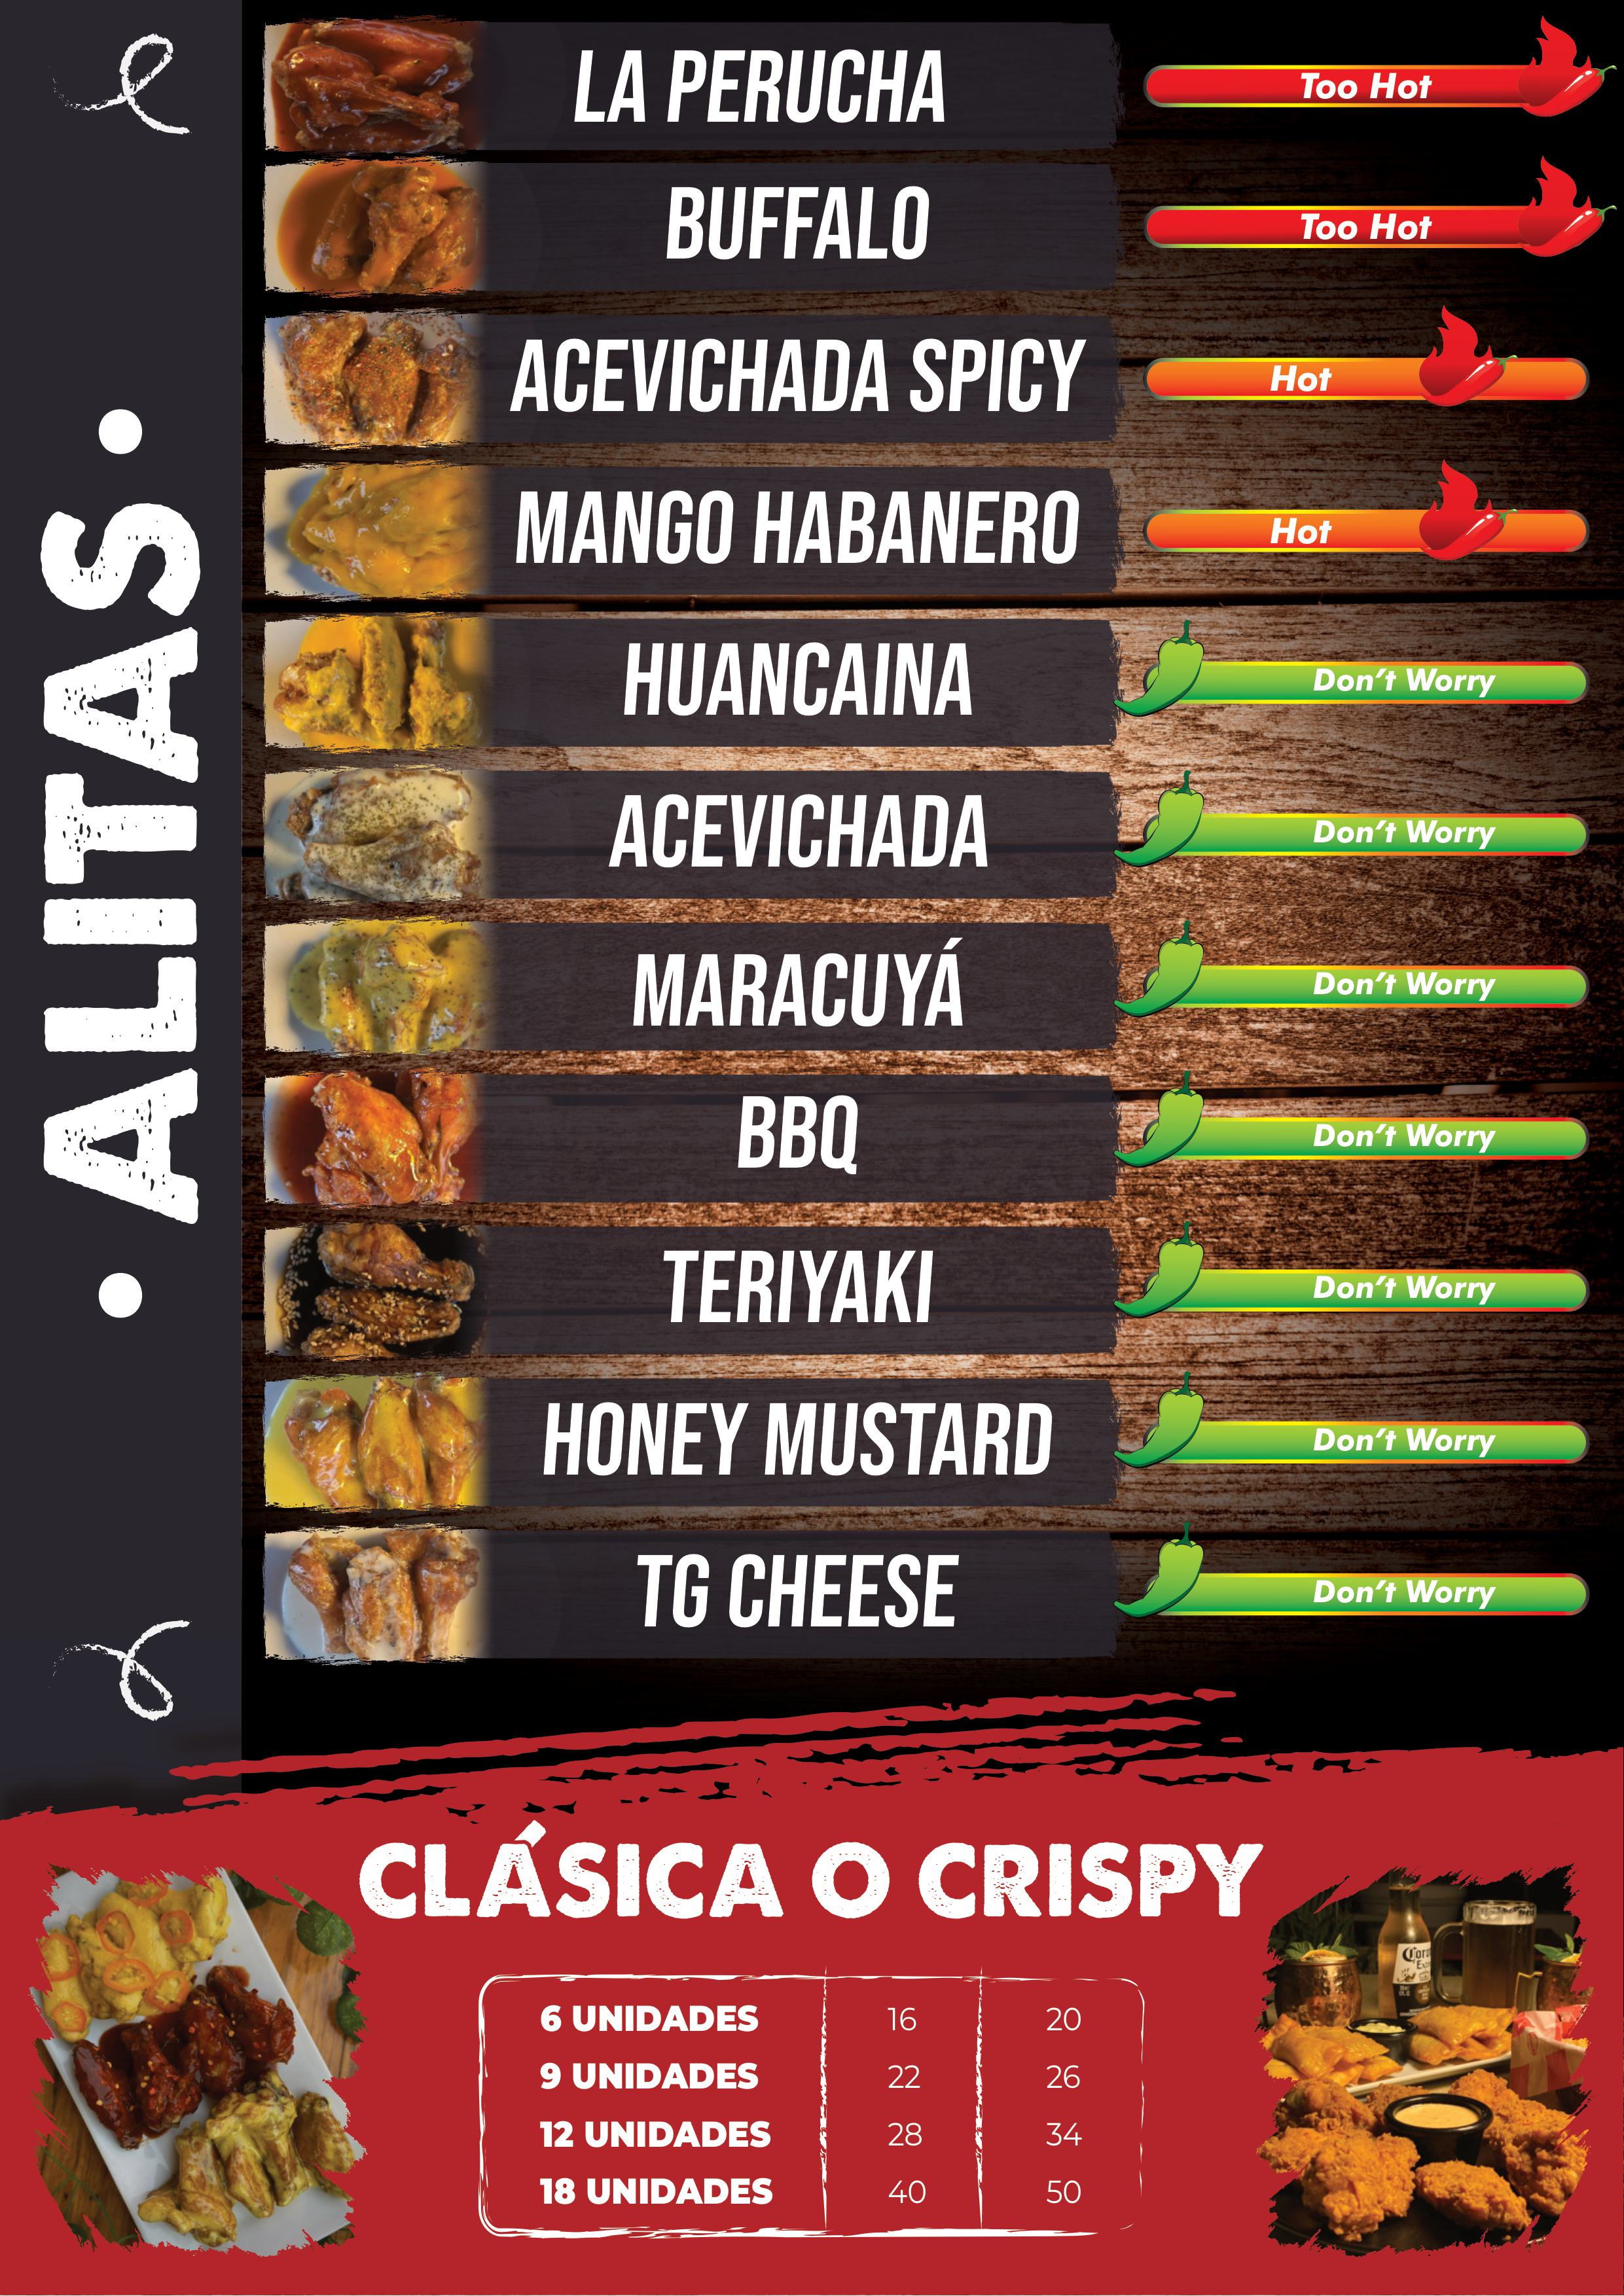 • ALITAS •
LA PERUCHA
Too Hot
BUFFALO
Too Hot
ACEVICHADA SPICY
Hot
MANGO HABANERO
Hot
HUANCAINA
Don't Worry
ACEVICHADA
Don't Worry
MARACUYÁ
Don't Worry
BBQ
Don't Worry
TERIYAKI
Don't Worry
HONEY MUSTARD
Don't Worry
TG CHEESE
Don't Worry
CLÁSICA O CRISPY
6 UNIDADES 16 20
9 UNIDADES 22 26
12 UNIDADES 28 34
18 UNIDADES 40 50